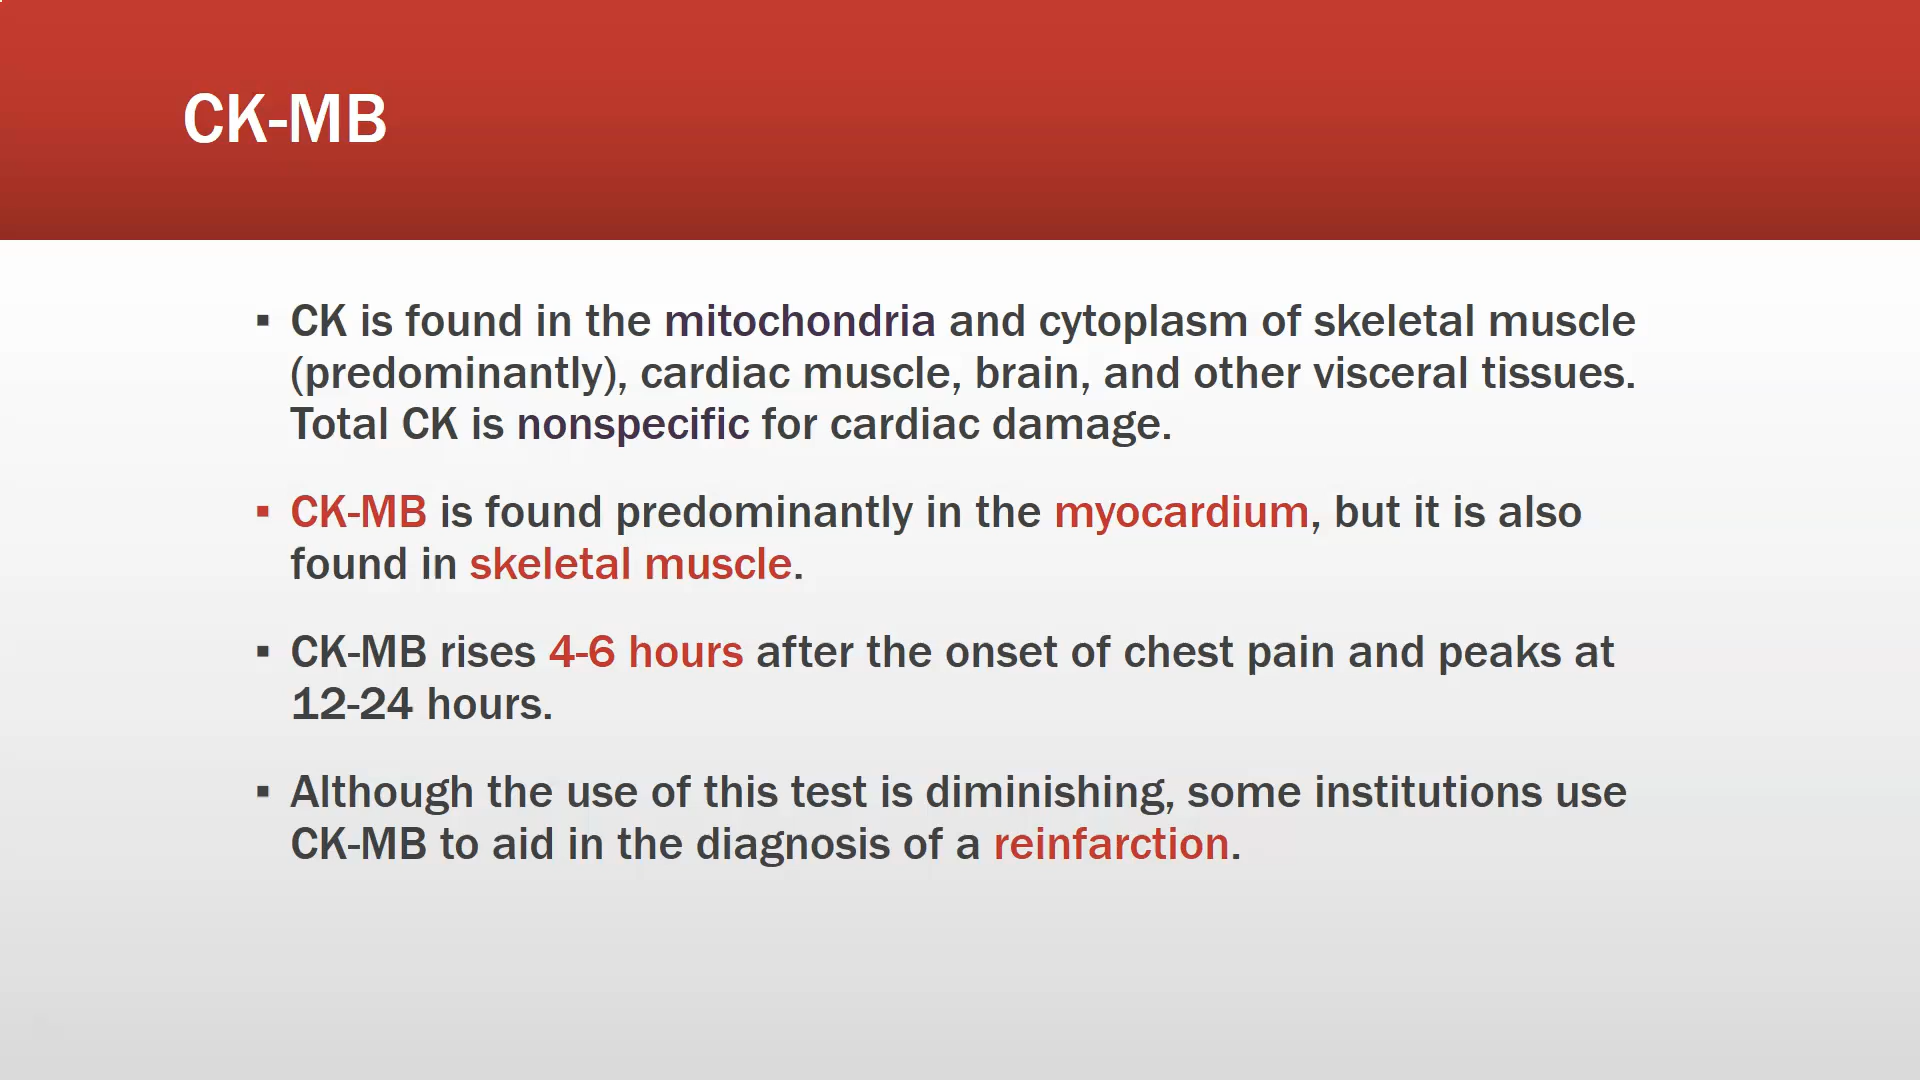 CK-MB
▪ CK is found in the mitochondria and cytoplasm of skeletal muscle
(predominantly), cardiac muscle, brain, and other visceral tissues.
Total CK is nonspecific for cardiac damage.
▪ CK-MB is found predominantly in the myocardium, but it is also
found in skeletal muscle.
▪ CK-MB rises 4-6 hours after the onset of chest pain and peaks at
12-24 hours.
▪ Although the use of this test is diminishing, some institutions use
CK-MB to aid in the diagnosis of a reinfarction.